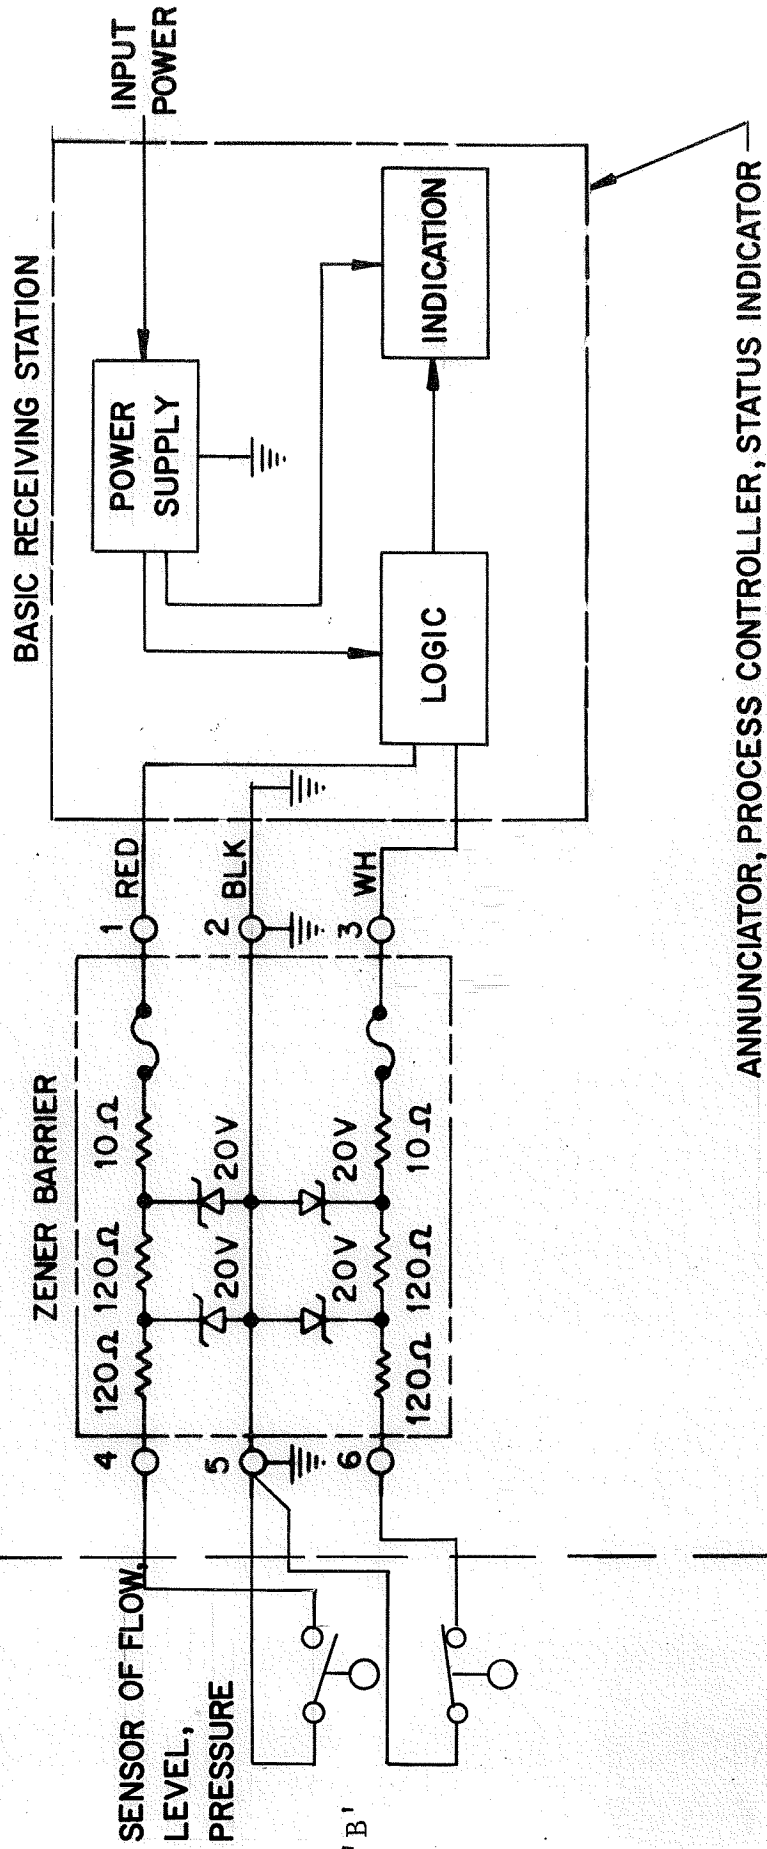 BASIC RECEIVING STATION
INPUT
POWER
POWER
SUPPLY
INDICATION
LOGIC
ZENER BARRIER
RED
1
BLK
2
WH
3
10Ω
120Ω
120Ω
20V
20V
20V
20V
10Ω
120Ω
120Ω
4
5
6
SENSOR OF FLOW,
LEVEL,
PRESSURE
'B'
ANNUNCIATOR, PROCESS CONTROLLER, STATUS INDICATOR